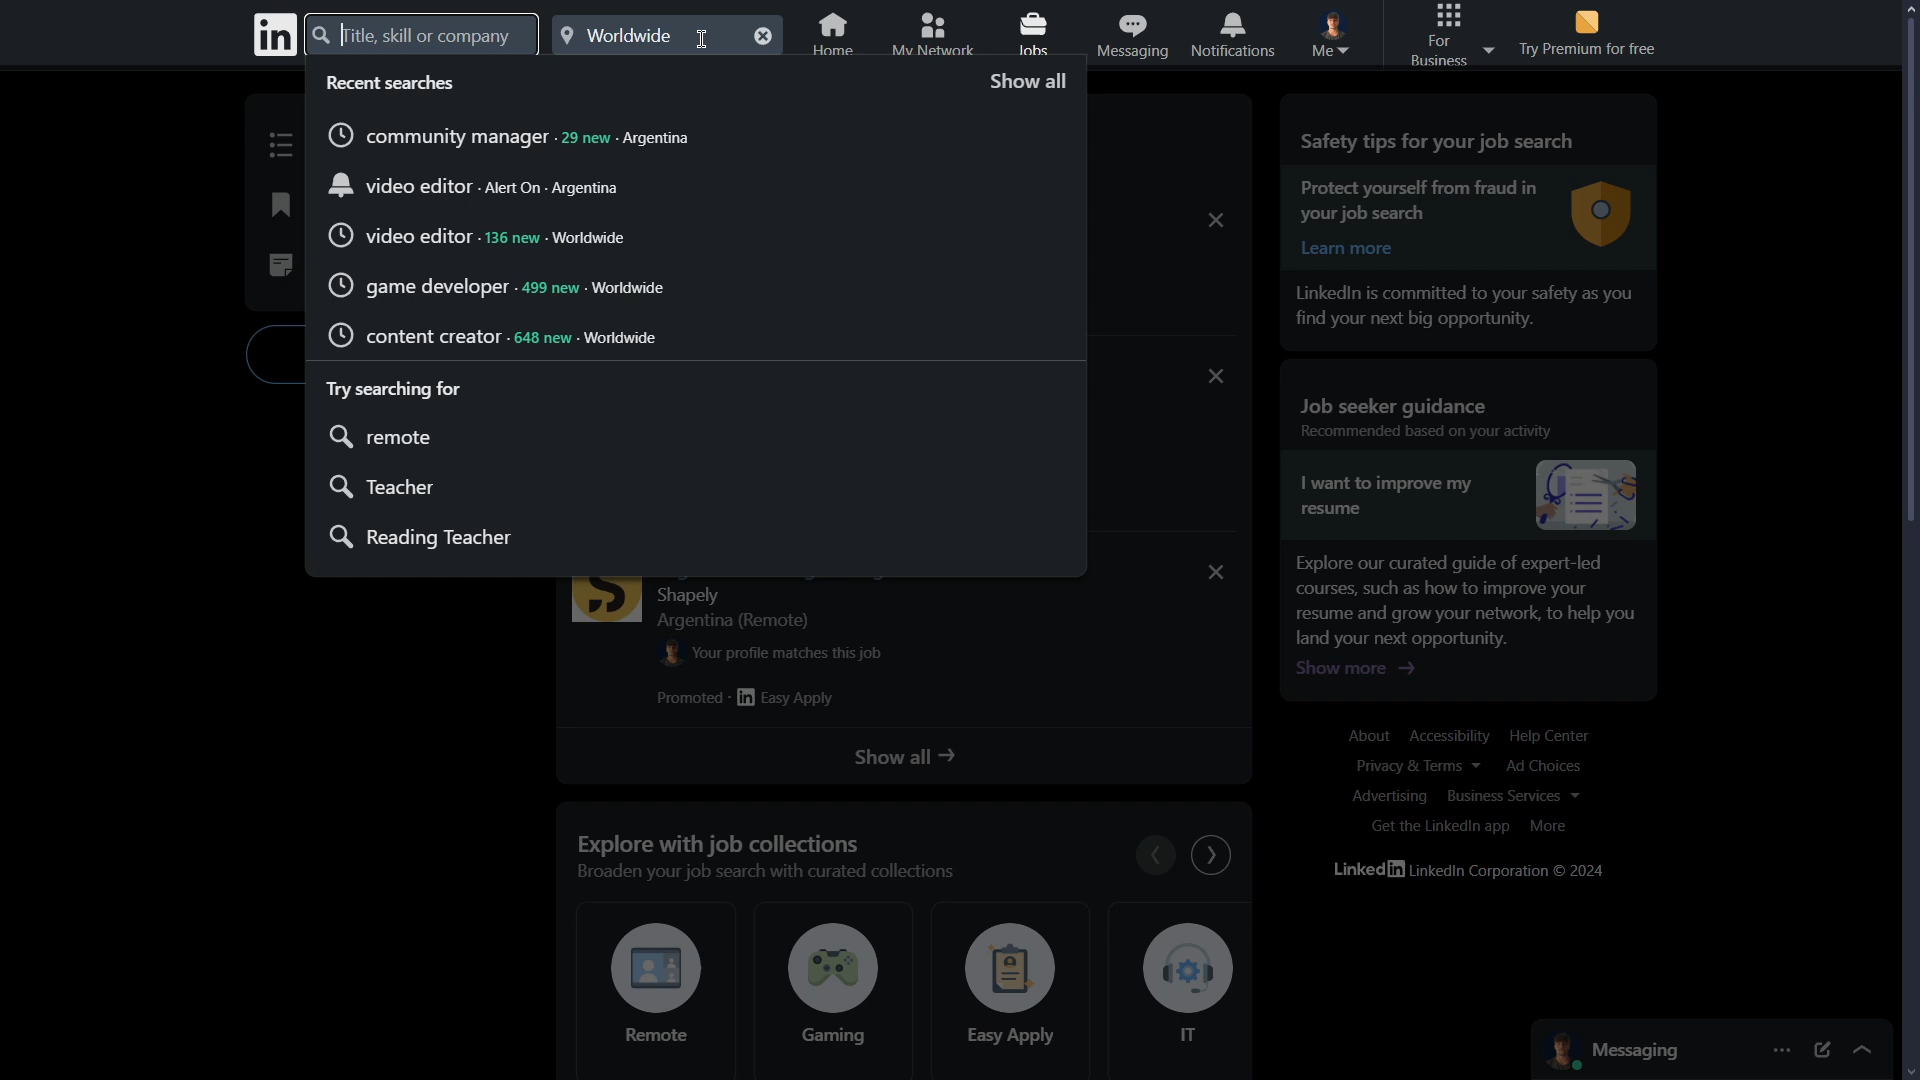 in Title, skill or company Worldwide Home My Network Jobs Messaging Notifications Me For Business Try Premium for free
Recent searches Show all
community manager · 29 new · Argentina
video editor · Alert On · Argentina
video editor · 136 new · Worldwide
game developer · 499 new · Worldwide
content creator · 648 new · Worldwide
Try searching for
remote
Teacher
Reading Teacher
Shapely
Argentina (Remote)
Your profile matches this job
Promoted · in Easy Apply
Show all →
Explore with job collections
Broaden your job search with curated collections
Remote Gaming Easy Apply IT
Safety tips for your job search
Protect yourself from fraud in
your job search
Learn more
LinkedIn is committed to your safety as you
find your next big opportunity.
Job seeker guidance
Recommended based on your activity
I want to improve my
resume
Explore our curated guide of expert-led
courses, such as how to improve your
resume and grow your network, to help you
land your next opportunity.
Show more →
About Accessibility Help Center
Privacy & Terms Ad Choices
Advertising Business Services
Get the LinkedIn app More
LinkedIn LinkedIn Corporation © 2024
Messaging